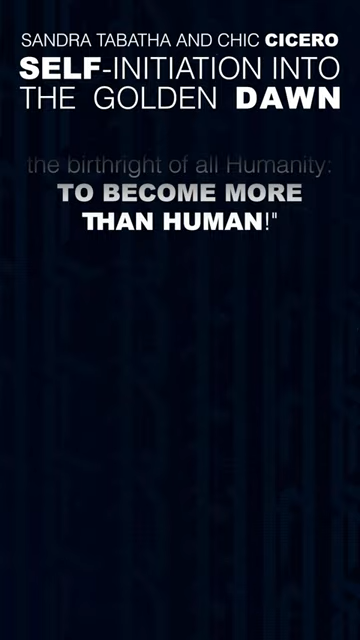 SANDRA TABATHA AND CHIC CICERO
SELF-INITIATION INTO
THE GOLDEN DAWN
the birthright of all Humanity:
TO BECOME MORE
THAN HUMAN!"